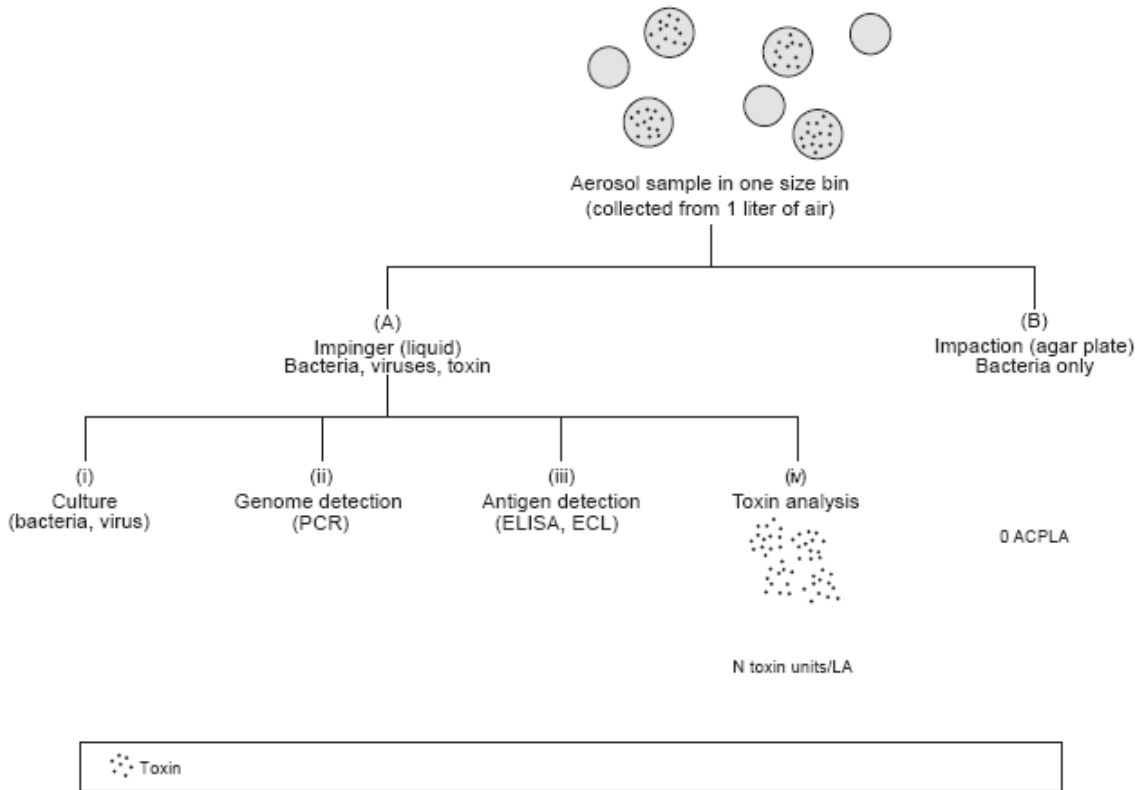 Aerosol sample in one size bin
(collected from 1 liter of air)
(A)
Impinger (liquid)
Bacteria, viruses, toxin
(B)
Impaction (agar plate)
Bacteria only
(i)
Culture
(bacteria, virus)
(ii)
Genome detection
(PCR)
(iii)
Antigen detection
(ELISA, ECL)
(iv)
Toxin analysis
0 ACPLA
N toxin units/LA
Toxin